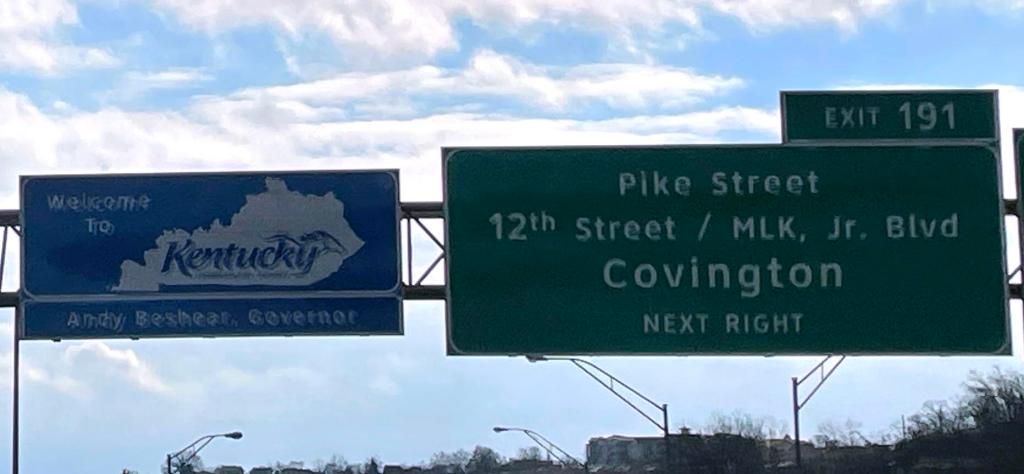 Welcome
To
Kentucky
Andy Beshear, Governor
EXIT 191
Pike Street
12th Street / MLK, Jr. Blvd
Covington
NEXT RIGHT